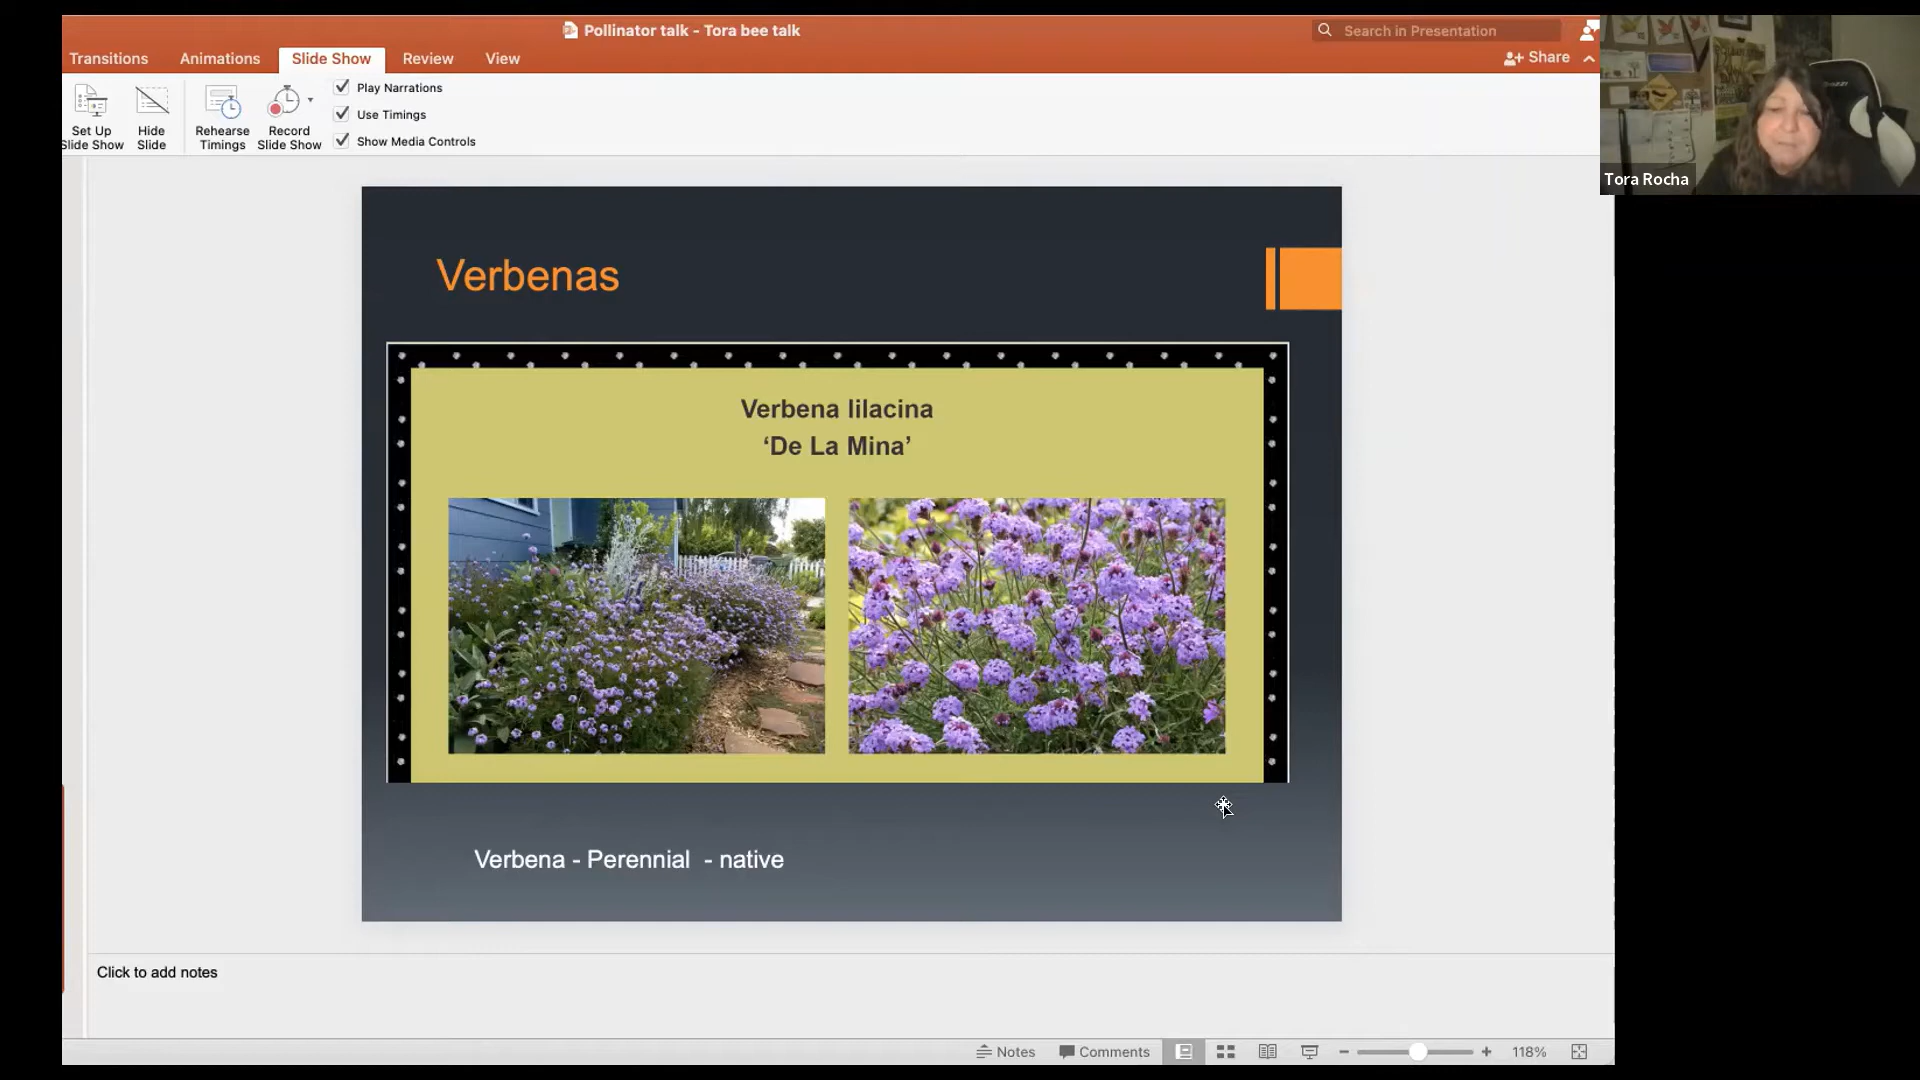 Pollinator talk - Tora bee talk
Search in Presentation
Transitions
Animations
Slide Show
Review
View
Share
Set Up
Slide Show
Hide
Slide
Rehearse
Timings
Record
Slide Show
Play Narrations
Use Timings
Show Media Controls
Tora Rocha
Verbenas
Verbena lilacina
‘De La Mina’
Verbena - Perennial - native
Click to add notes
Notes
Comments
118%